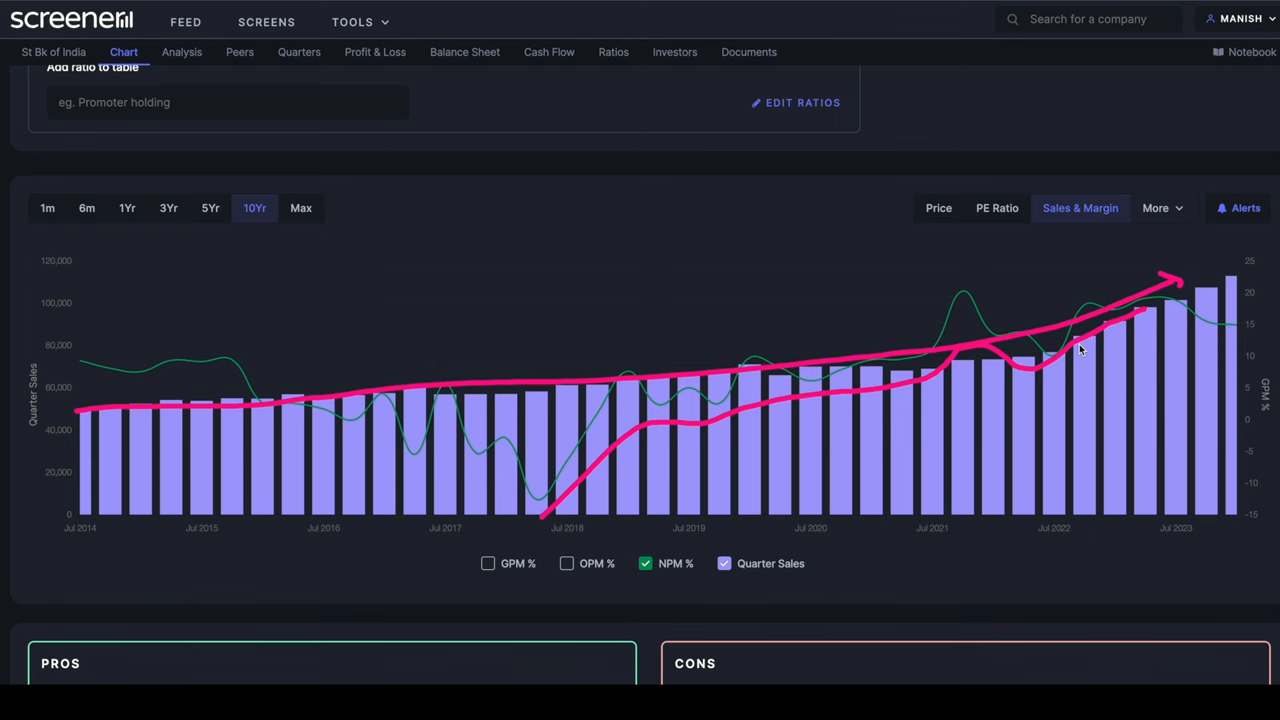 screener
FEED SCREENS TOOLS
Search for a company
MANISH
St Bk of India Chart Analysis Peers Quarters Profit & Loss Balance Sheet Cash Flow Ratios Investors Documents
Notebook
Add ratio to table
eg. Promoter holding
EDIT RATIOS
1m 6m 1Yr 3Yr 5Yr 10Yr Max
Price PE Ratio Sales & Margin More
Alerts
120,000
100,000
80,000
60,000
40,000
20,000
0
Quarter Sales
25
20
15
10
5
0
-5
-10
-15
GPM %
Jul 2014 Jul 2015 Jul 2016 Jul 2017 Jul 2018 Jul 2019 Jul 2020 Jul 2021 Jul 2022 Jul 2023
GPM % OPM % NPM % Quarter Sales
PROS
CONS